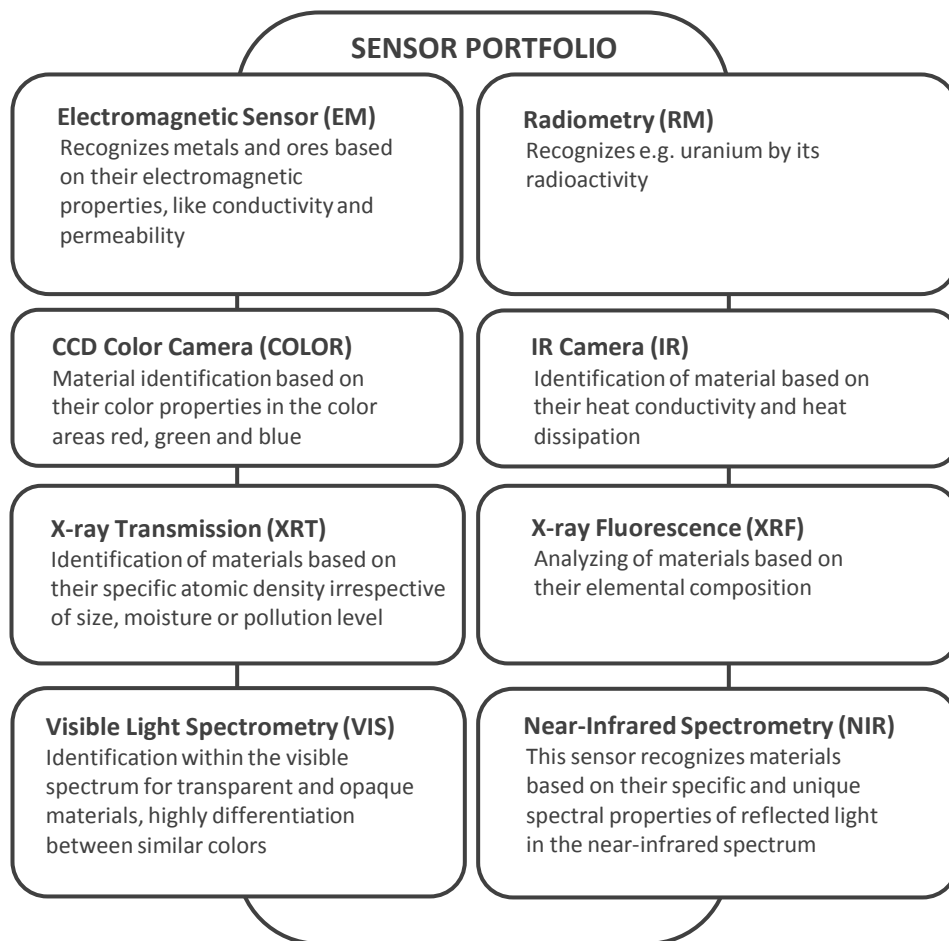 SENSOR PORTFOLIO
Electromagnetic Sensor (EM)
Recognizes metals and ores based
on their electromagnetic
properties, like conductivity and
permeability
Radiometry (RM)
Recognizes e.g. uranium by its
radioactivity
CCD Color Camera (COLOR)
Material identification based on
their color properties in the color
areas red, green and blue
IR Camera (IR)
Identification of material based on
their heat conductivity and heat
dissipation
X-ray Transmission (XRT)
Identification of materials based on
their specific atomic density irrespective
of size, moisture or pollution level
X-ray Fluorescence (XRF)
Analyzing of materials based on
their elemental composition
Visible Light Spectrometry (VIS)
Identification within the visible
spectrum for transparent and opaque
materials, highly differentiation
between similar colors
Near-Infrared Spectrometry (NIR)
This sensor recognizes materials
based on their specific and unique
spectral properties of reflected light
in the near-infrared spectrum